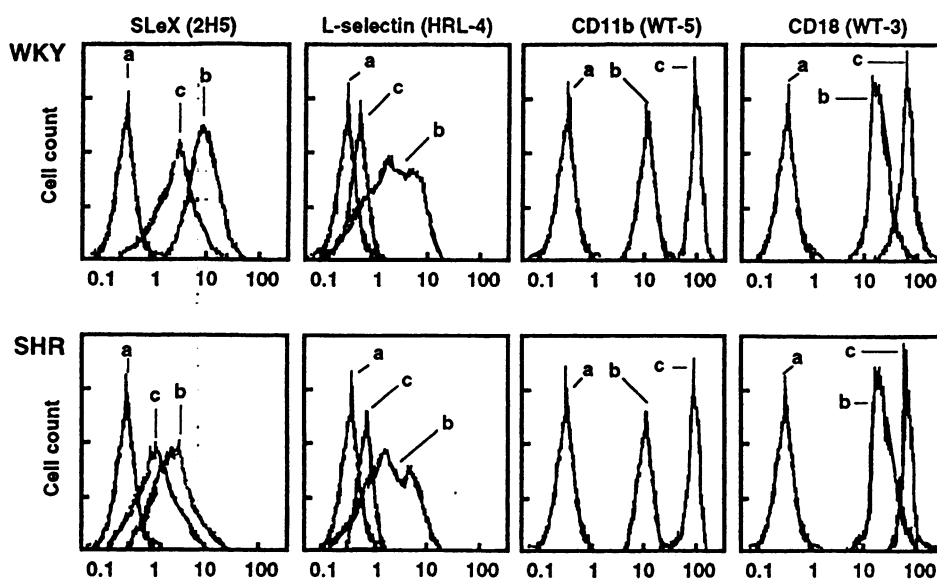 SLeX (2H5) L-selectin (HRL-4) CD11b (WT-5) CD18 (WT-3)
WKY
Cell count
a c b
a c b
a b c
a b c
0.1 1 10 100 0.1 1 10 100 0.1 1 10 100 0.1 1 10 100
SHR
Cell count
a c b
a c b
a b c
a b c
0.1 1 10 100 0.1 1 10 100 0.1 1 10 100 0.1 1 10 100